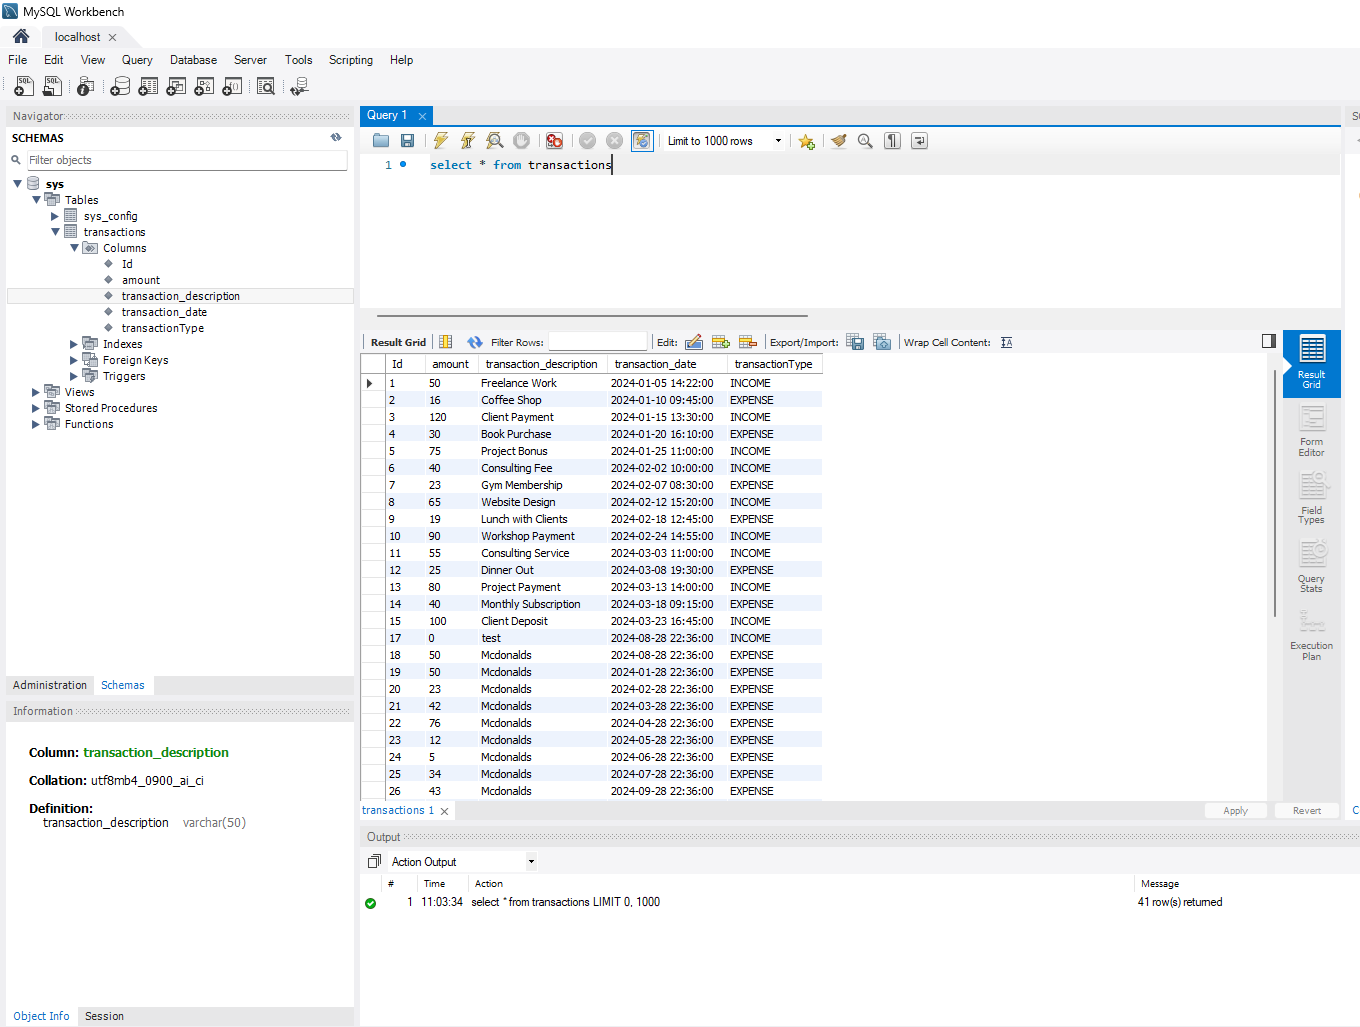 MySQL Workbench
localhost
File Edit View Query Database Server Tools Scripting Help
Navigator
SCHEMAS
Filter objects
sys
Tables
sys_config
transactions
Columns
Id
amount
transaction_description
transaction_date
transactionType
Indexes
Foreign Keys
Triggers
Views
Stored Procedures
Functions
Administration Schemas
Information
Column: transaction_description
Collation: utf8mb4_0900_ai_ci
Definition:
transaction_description varchar(50)
Object Info Session
Query 1
Limit to 1000 rows
1 select * from transactions
Result Grid Filter Rows: Edit: Export/Import: Wrap Cell Content:
Id amount transaction_description transaction_date transactionType
1 50 Freelance Work 2024-01-05 14:22:00 INCOME
2 16 Coffee Shop 2024-01-10 09:45:00 EXPENSE
3 120 Client Payment 2024-01-15 13:30:00 INCOME
4 30 Book Purchase 2024-01-20 16:10:00 EXPENSE
5 75 Project Bonus 2024-01-25 11:00:00 INCOME
6 40 Consulting Fee 2024-02-02 10:00:00 INCOME
7 23 Gym Membership 2024-02-07 08:30:00 EXPENSE
8 65 Website Design 2024-02-12 15:20:00 INCOME
9 19 Lunch with Clients 2024-02-18 12:45:00 EXPENSE
10 90 Workshop Payment 2024-02-24 14:55:00 INCOME
11 55 Consulting Service 2024-03-03 11:00:00 INCOME
12 25 Dinner Out 2024-03-08 19:30:00 EXPENSE
13 80 Project Payment 2024-03-13 14:00:00 INCOME
14 40 Monthly Subscription 2024-03-18 09:15:00 EXPENSE
15 100 Client Deposit 2024-03-23 16:45:00 INCOME
17 0 test 2024-08-28 22:36:00 INCOME
18 50 Mcdonalds 2024-08-28 22:36:00 EXPENSE
19 50 Mcdonalds 2024-01-28 22:36:00 EXPENSE
20 23 Mcdonalds 2024-02-28 22:36:00 EXPENSE
21 42 Mcdonalds 2024-03-28 22:36:00 EXPENSE
22 76 Mcdonalds 2024-04-28 22:36:00 EXPENSE
23 12 Mcdonalds 2024-05-28 22:36:00 EXPENSE
24 5 Mcdonalds 2024-06-28 22:36:00 EXPENSE
25 34 Mcdonalds 2024-07-28 22:36:00 EXPENSE
26 43 Mcdonalds 2024-09-28 22:36:00 EXPENSE
Result
Grid
Form
Editor
Field
Types
Query
Stats
Execution
Plan
transactions 1 Apply Revert
Output
Action Output
# Time Action Message
1 11:03:34 select * from transactions LIMIT 0, 1000 41 row(s) returned